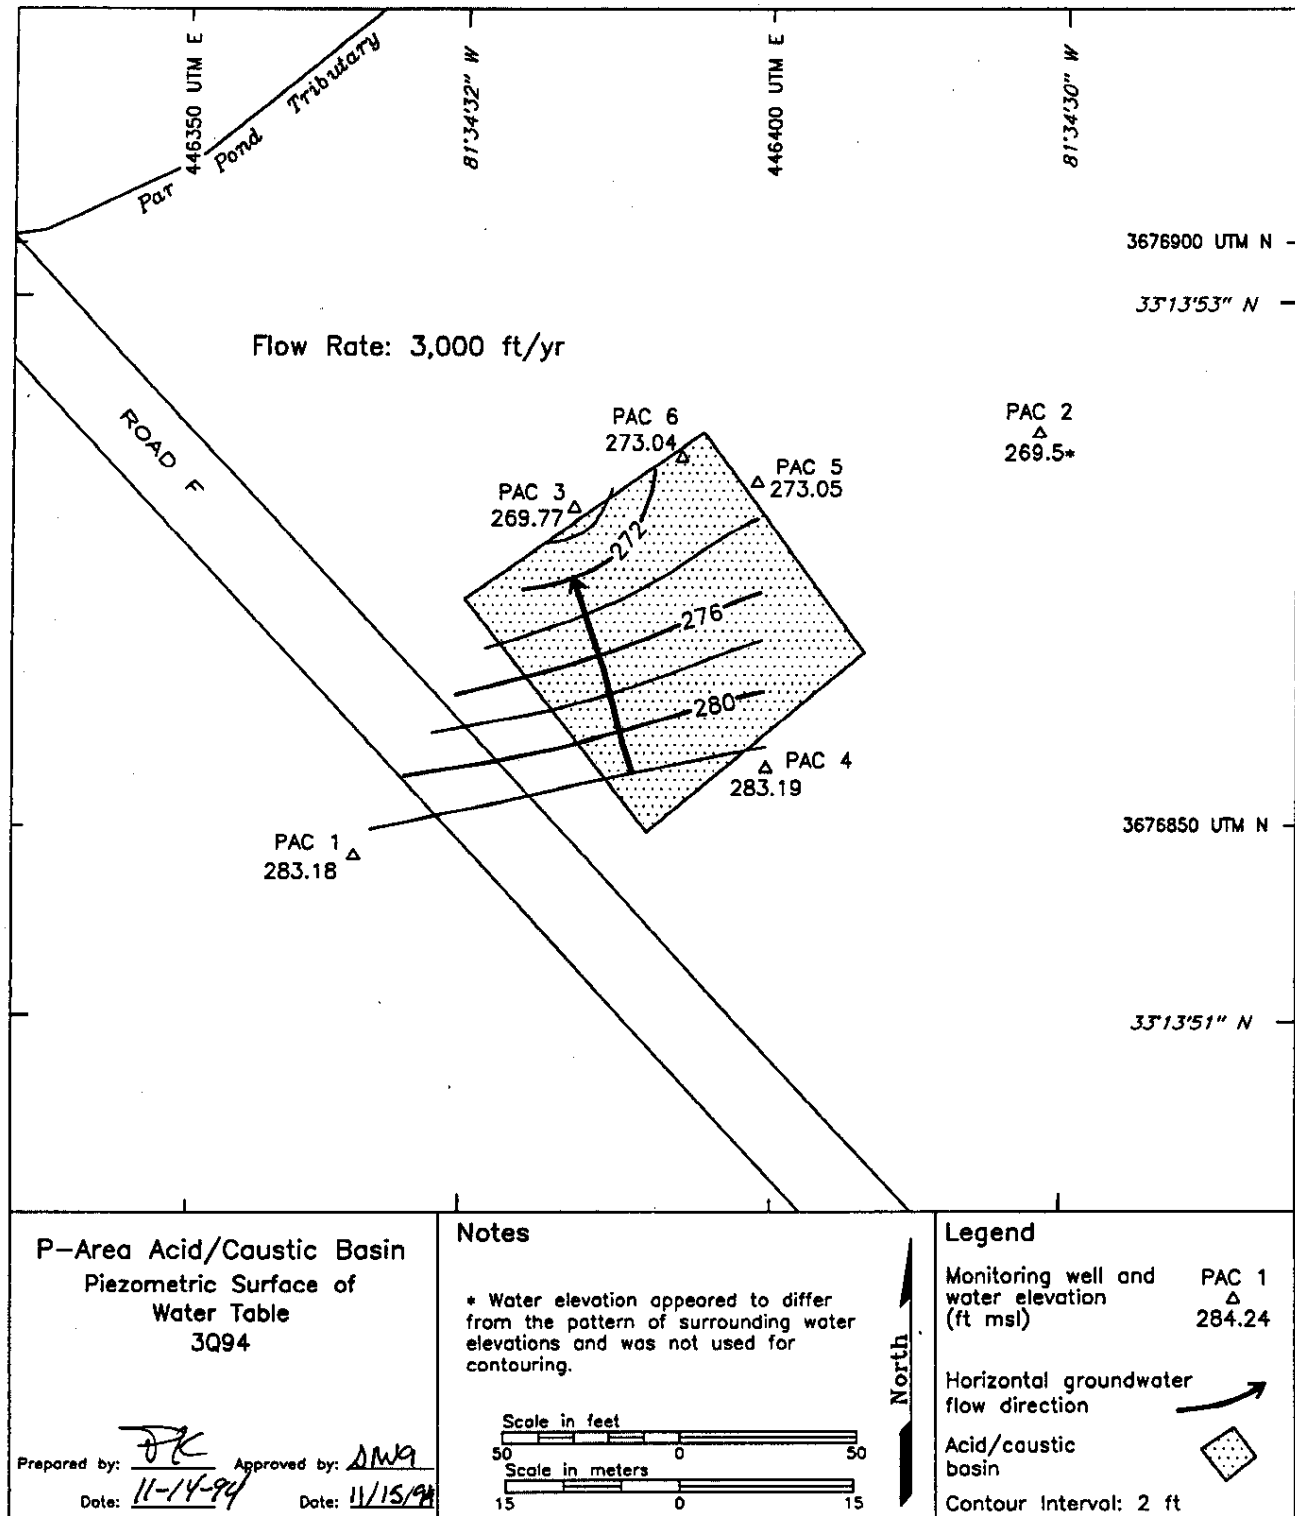 446350 UTM E
81°34'32" W
446400 UTM E
81°34'30" W
Par Pond Tributary
3676900 UTM N
33°13'53" N
Flow Rate: 3,000 ft/yr
ROAD F
PAC 6
273.04
PAC 2
269.5*
PAC 5
273.05
PAC 3
269.77
272
276
280
PAC 4
283.19
3676850 UTM N
PAC 1
283.18
33°13'51" N
P-Area Acid/Caustic Basin
Piezometric Surface of
Water Table
3Q94
Prepared by:
Approved by:
Date: 11-14-94
Date: 11/15/94
Notes
* Water elevation appeared to differ
from the pattern of surrounding water
elevations and was not used for
contouring.
Scale in feet
50 0 50
Scale in meters
15 0 15
North
Legend
Monitoring well and
water elevation
(ft msl)
PAC 1
284.24
Horizontal groundwater
flow direction
Acid/caustic
basin
Contour Interval: 2 ft